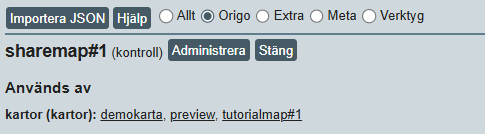 Importera JSON Hjälp Allt Origo Extra Meta Verktyg
sharemap#1 (kontroll) Administrera Stäng
Används av
kartor (kartor): demokarta, preview, tutorialmap#1